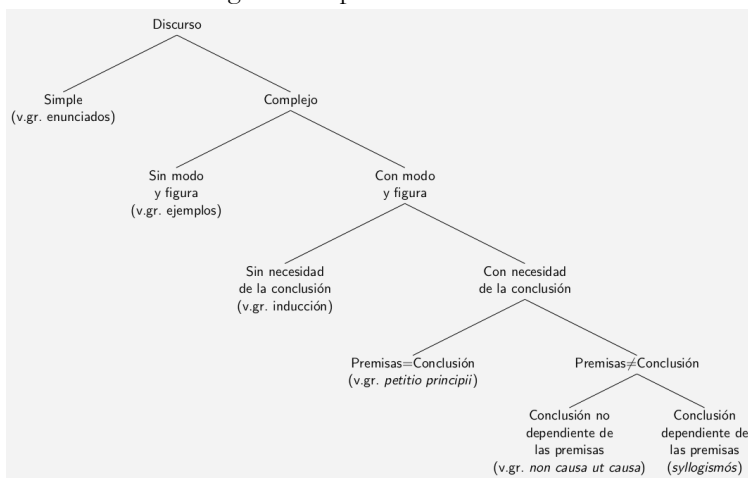 Discurso
Simple
(v.gr. enunciados)
Complejo
Sin modo
y figura
(v.gr. ejemplos)
Con modo
y figura
Sin necesidad
de la conclusión
(v.gr. inducción)
Con necesidad
de la conclusión
Premisas=Conclusión
(v.gr. petitio principii)
Premisas≠Conclusión
Conclusión no
dependiente de
las premisas
(v.gr. non causa ut causa)
Conclusión
dependiente de
las premisas
(syllogismós)